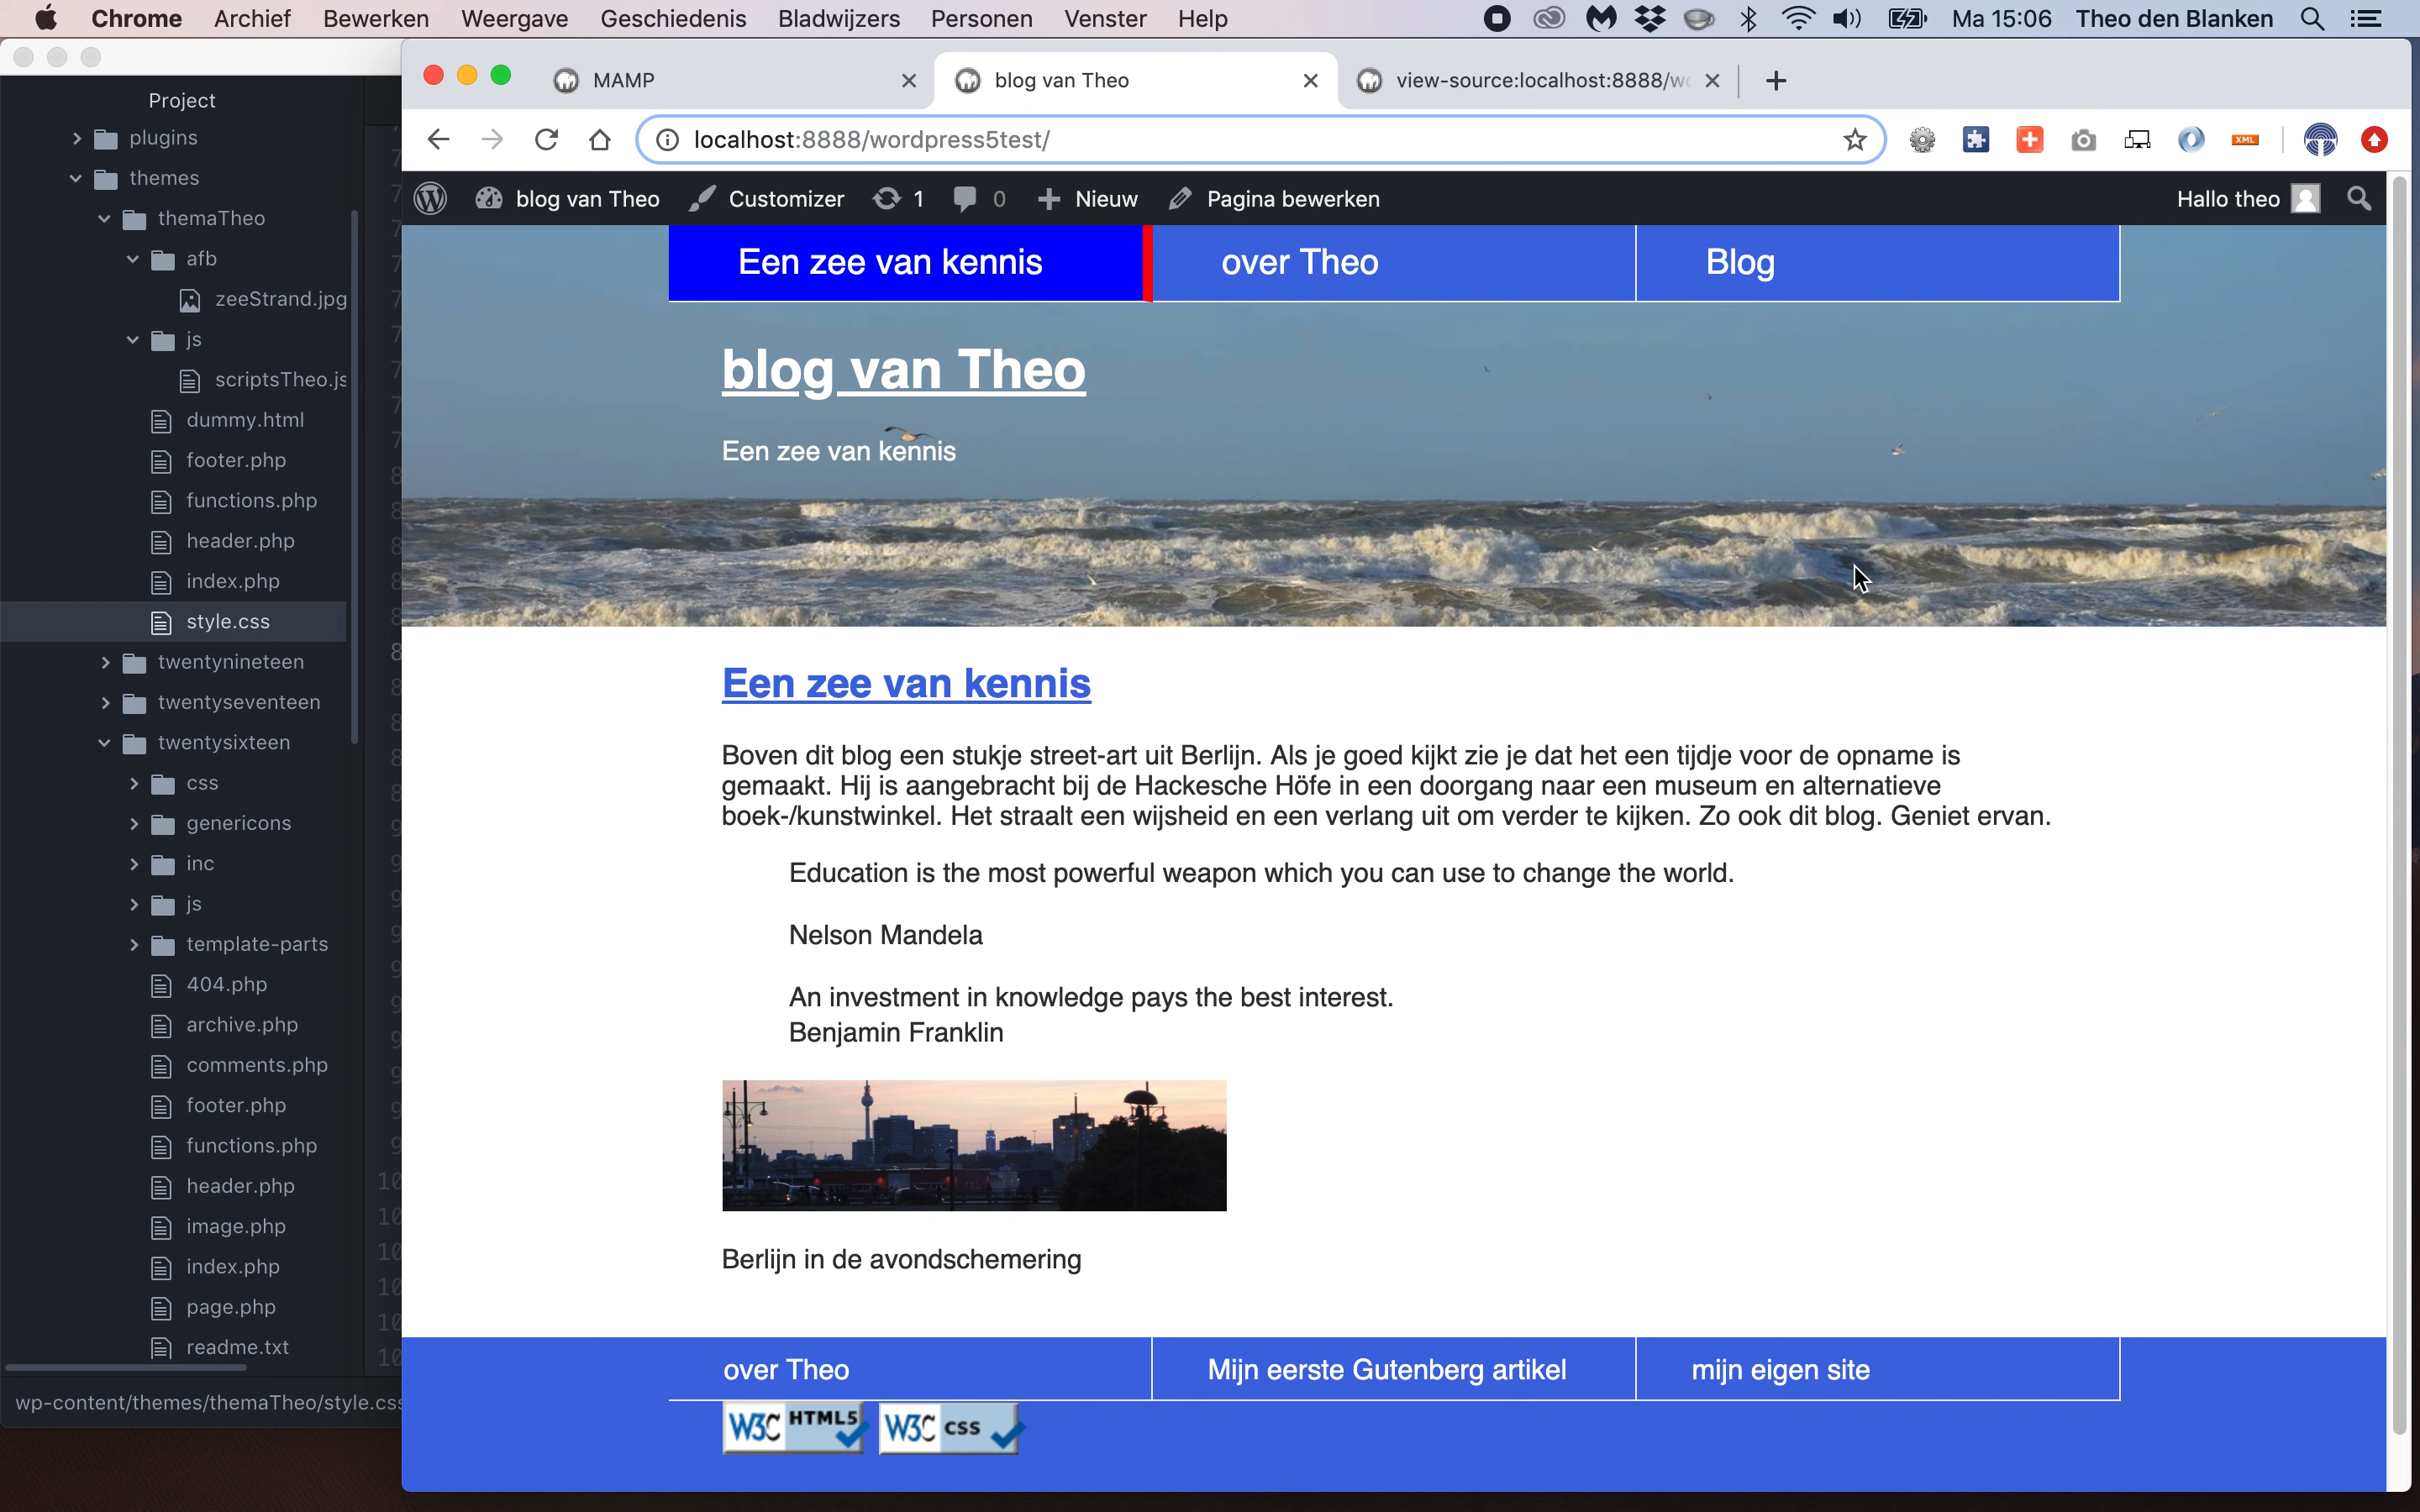 Chrome Archief Bewerken Weergave Geschiedenis Bladwijzers Personen Venster Help Ma 15:06 Theo den Blanken
Project
plugins
themes
themaTheo
afb
zeeStrand.jpg
js
scriptsTheo.js
dummy.html
footer.php
functions.php
header.php
index.php
style.css
twentynineteen
twentyseventeen
twentysixteen
css
genericons
inc
js
template-parts
404.php
archive.php
comments.php
footer.php
functions.php
header.php
image.php
index.php
page.php
readme.txt
wp-content/themes/themaTheo/style.css
MAMP
blog van Theo
view-source:localhost:8888/wo
localhost:8888/wordpress5test/
XML
blog van Theo Customizer 1 0 Nieuw Pagina bewerken Hallo theo
Een zee van kennis over Theo Blog
blog van Theo
Een zee van kennis
Een zee van kennis
Boven dit blog een stukje street-art uit Berlijn. Als je goed kijkt zie je dat het een tijdje voor de opname is
gemaakt. Hij is aangebracht bij de Hackesche Höfe in een doorgang naar een museum en alternatieve
boek-/kunstwinkel. Het straalt een wijsheid en een verlang uit om verder te kijken. Zo ook dit blog. Geniet ervan.
Education is the most powerful weapon which you can use to change the world.
Nelson Mandela
An investment in knowledge pays the best interest.
Benjamin Franklin
Berlijn in de avondschemering
over Theo Mijn eerste Gutenberg artikel mijn eigen site
W3C HTML5 W3C css